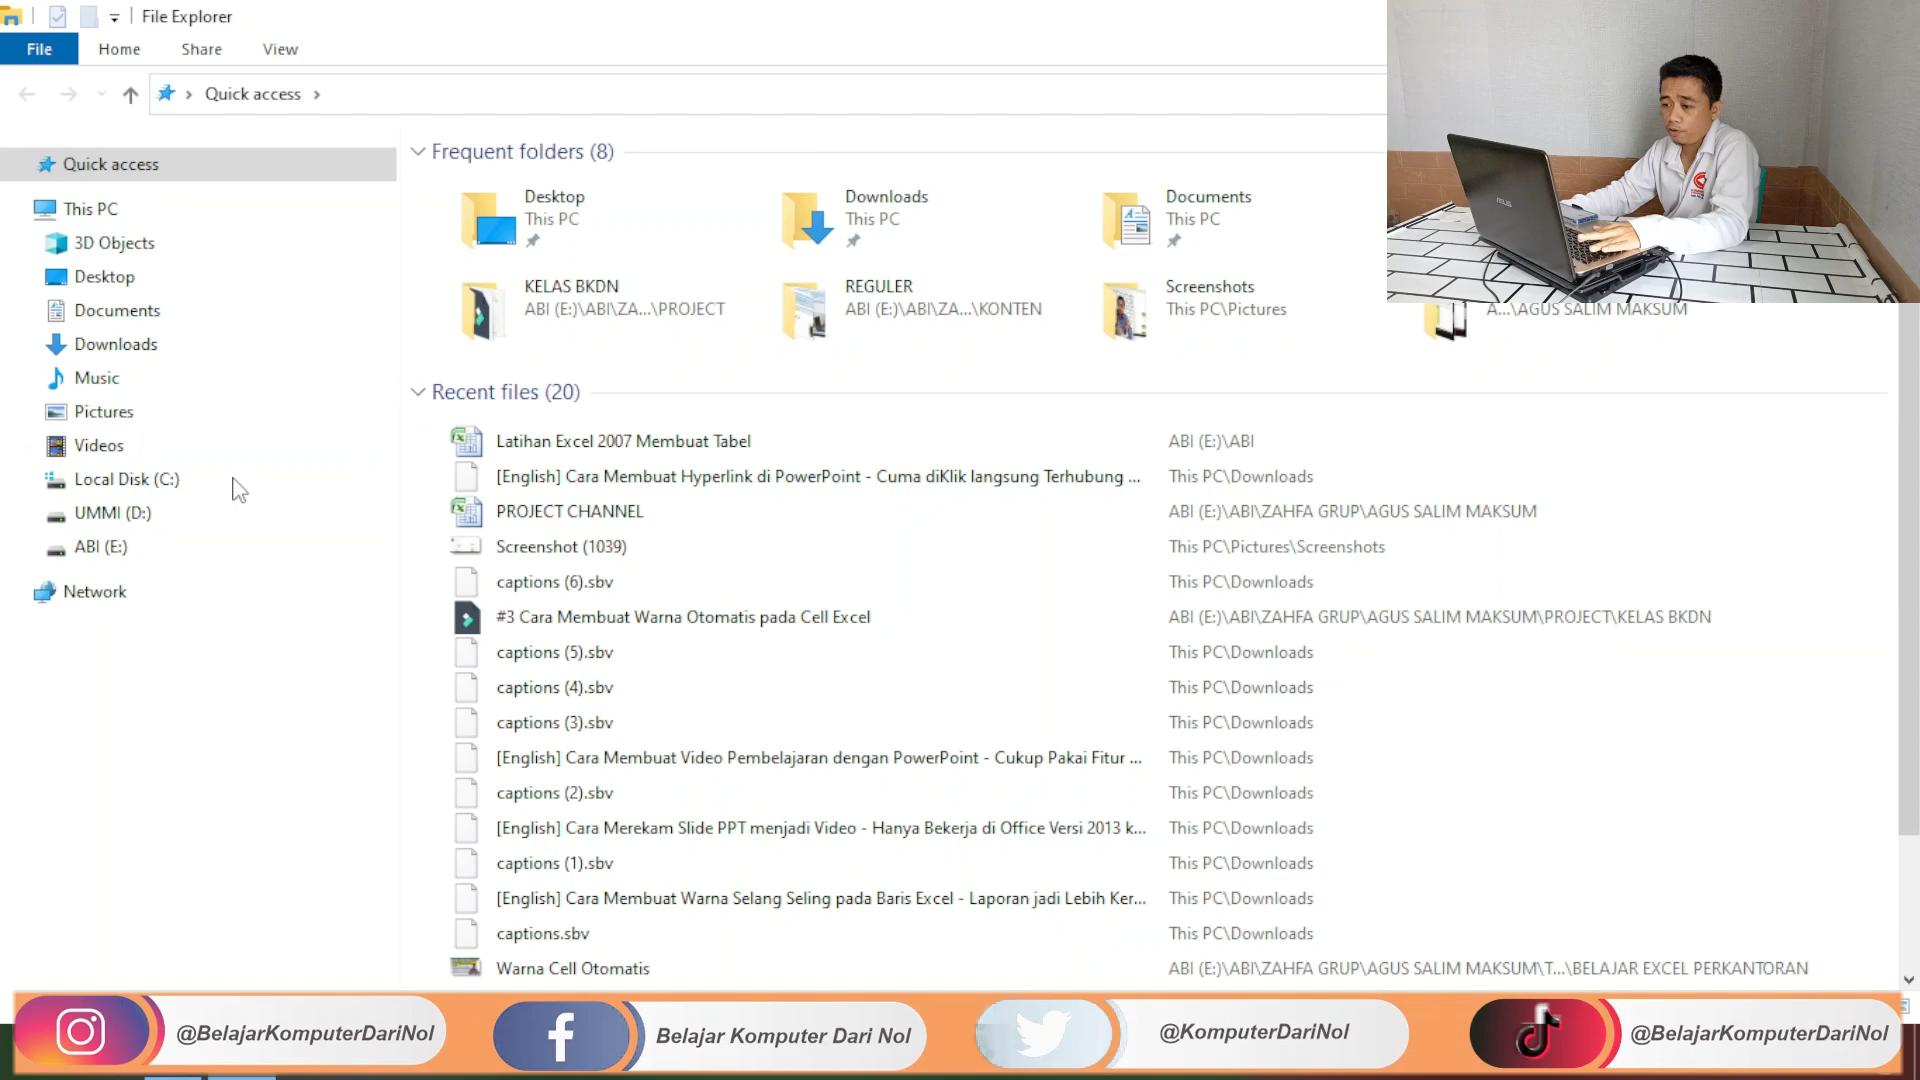 File Explorer
File
Home
Share
View
Quick access
Quick access
This PC
3D Objects
Desktop
Documents
Downloads
Music
Pictures
Videos
Local Disk (C:)
UMMI (D:)
ABI (E:)
Network
Frequent folders (8)
Desktop
This PC
Downloads
This PC
Documents
This PC
KELAS BKDN
ABI (E:)\ABI\ZA...\PROJECT
REGULER
ABI (E:)\ABI\ZA...\KONTEN
Screenshots
This PC\Pictures
A...\AGUS SALIM MAKSUM
Recent files (20)
Latihan Excel 2007 Membuat Tabel ABI (E:)\ABI
[English] Cara Membuat Hyperlink di PowerPoint - Cuma diKlik langsung Terhubung ... This PC\Downloads
PROJECT CHANNEL ABI (E:)\ABI\ZAHFA GRUP\AGUS SALIM MAKSUM
Screenshot (1039) This PC\Pictures\Screenshots
captions (6).sbv This PC\Downloads
#3 Cara Membuat Warna Otomatis pada Cell Excel ABI (E:)\ABI\ZAHFA GRUP\AGUS SALIM MAKSUM\PROJECT\KELAS BKDN
captions (5).sbv This PC\Downloads
captions (4).sbv This PC\Downloads
captions (3).sbv This PC\Downloads
[English] Cara Membuat Video Pembelajaran dengan PowerPoint - Cukup Pakai Fitur ... This PC\Downloads
captions (2).sbv This PC\Downloads
[English] Cara Merekam Slide PPT menjadi Video - Hanya Bekerja di Office Versi 2013 k... This PC\Downloads
captions (1).sbv This PC\Downloads
[English] Cara Membuat Warna Selang Seling pada Baris Excel - Laporan jadi Lebih Ker... This PC\Downloads
captions.sbv This PC\Downloads
Warna Cell Otomatis ABI (E:)\ABI\ZAHFA GRUP\AGUS SALIM MAKSUM\T...\BELAJAR EXCEL PERKANTORAN
@BelajarKomputerDariNol
Belajar Komputer Dari Nol
@KomputerDariNol
@BelajarKomputerDariNol